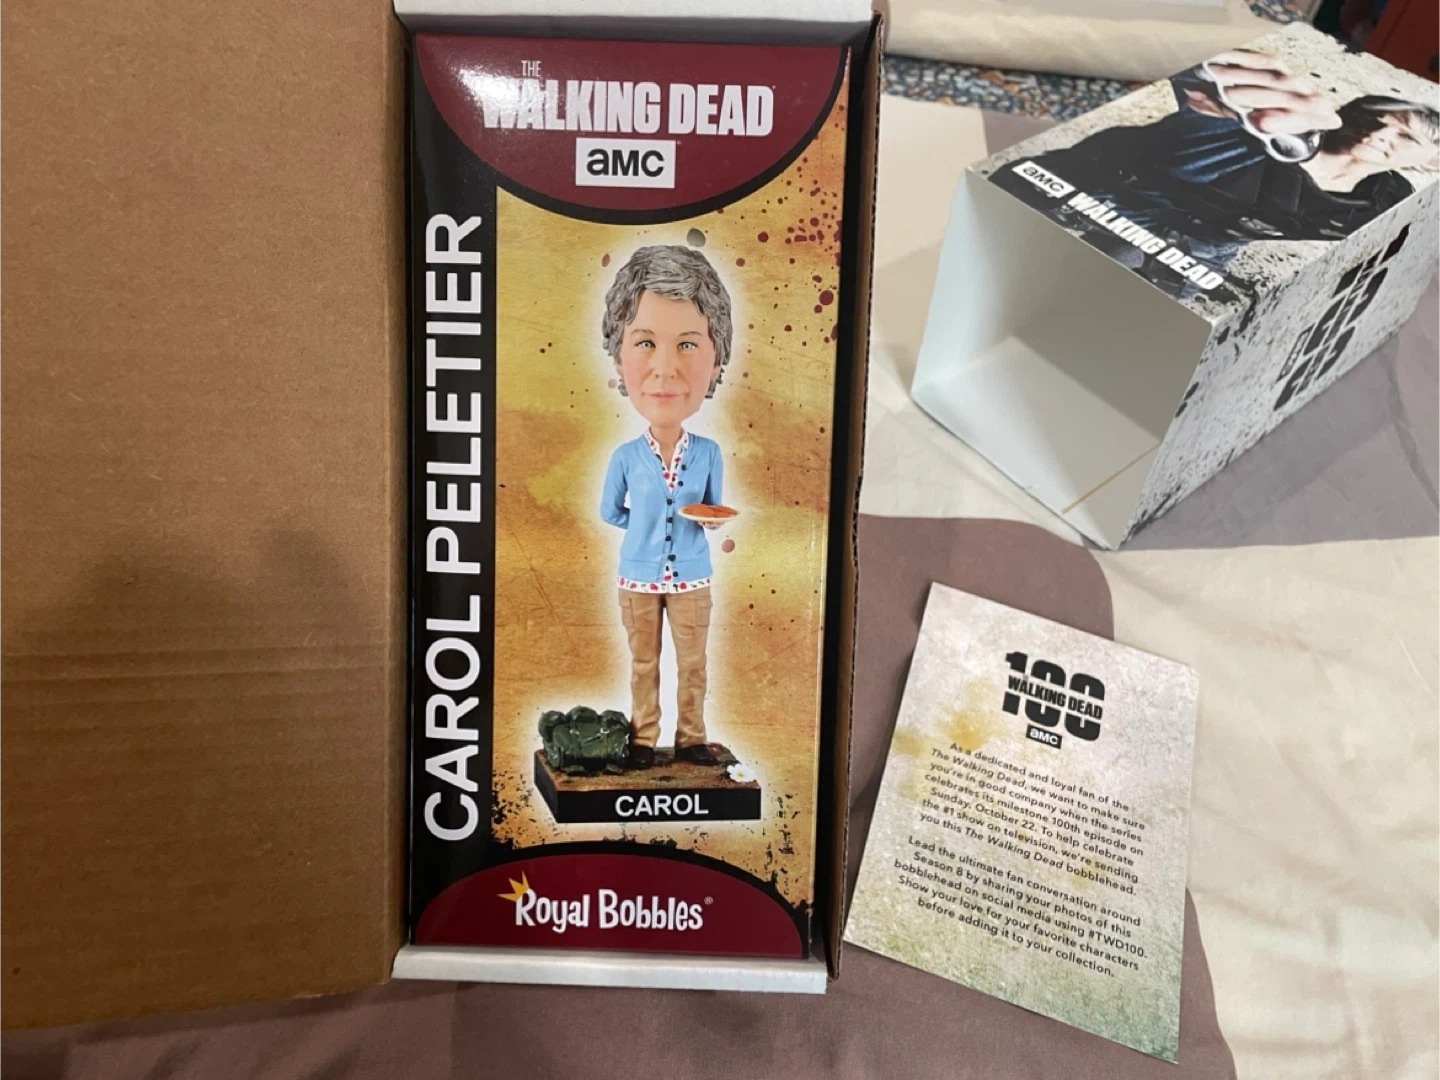 THE
WALKING DEAD
aMC
CAROL PELETIER
CAROL
Royal Bobbles®
aMC
WALKING DEAD
100
THE
WALKING DEAD
aMC
As a dedicated and loyal fan of the
The Walking Dead, we want to make sure
you're in good company when the series
celebrates its milestone 100th episode on
Sunday, October 22. To help celebrate
the #1 show on television, we're sending
you this The Walking Dead bobblehead.
Lead the ultimate fan conversation around
Season 8 by sharing your photos of this
bobblehead on social media using #TWD100.
Show your love for your favorite characters
before adding it to your collection.